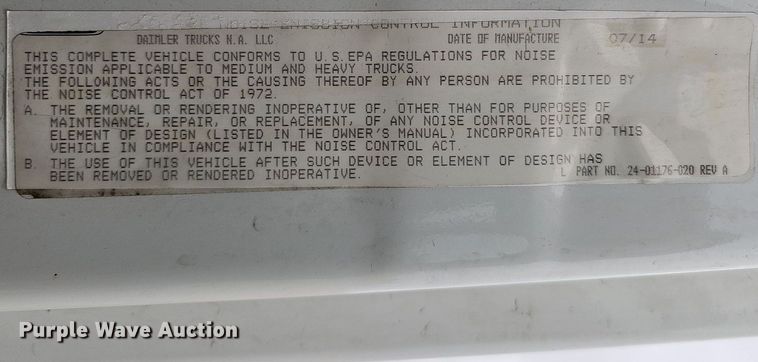 NOISE EMISSION CONTROL INFORMATION
DAIMLER TRUCKS N.A. LLC DATE OF MANUFACTURE 07/14
THIS COMPLETE VEHICLE CONFORMS TO U.S.EPA REGULATIONS FOR NOISE
EMISSION APPLICABLE TO MEDIUM AND HEAVY TRUCKS.
THE FOLLOWING ACTS OR THE CAUSING THEREOF BY ANY PERSON ARE PROHIBITED BY
THE NOISE CONTROL ACT OF 1972.
A. THE REMOVAL OR RENDERING INOPERATIVE OF, OTHER THAN FOR PURPOSES OF
MAINTENANCE, REPAIR, OR REPLACEMENT, OF ANY NOISE CONTROL DEVICE OR
ELEMENT OF DESIGN (LISTED IN THE OWNER'S MANUAL) INCORPORATED INTO THIS
VEHICLE IN COMPLIANCE WITH THE NOISE CONTROL ACT.
B. THE USE OF THIS VEHICLE AFTER SUCH DEVICE OR ELEMENT OF DESIGN HAS
BEEN REMOVED OR RENDERED INOPERATIVE. L PART NO. 24-01176-020 REV A
Purple Wave Auction